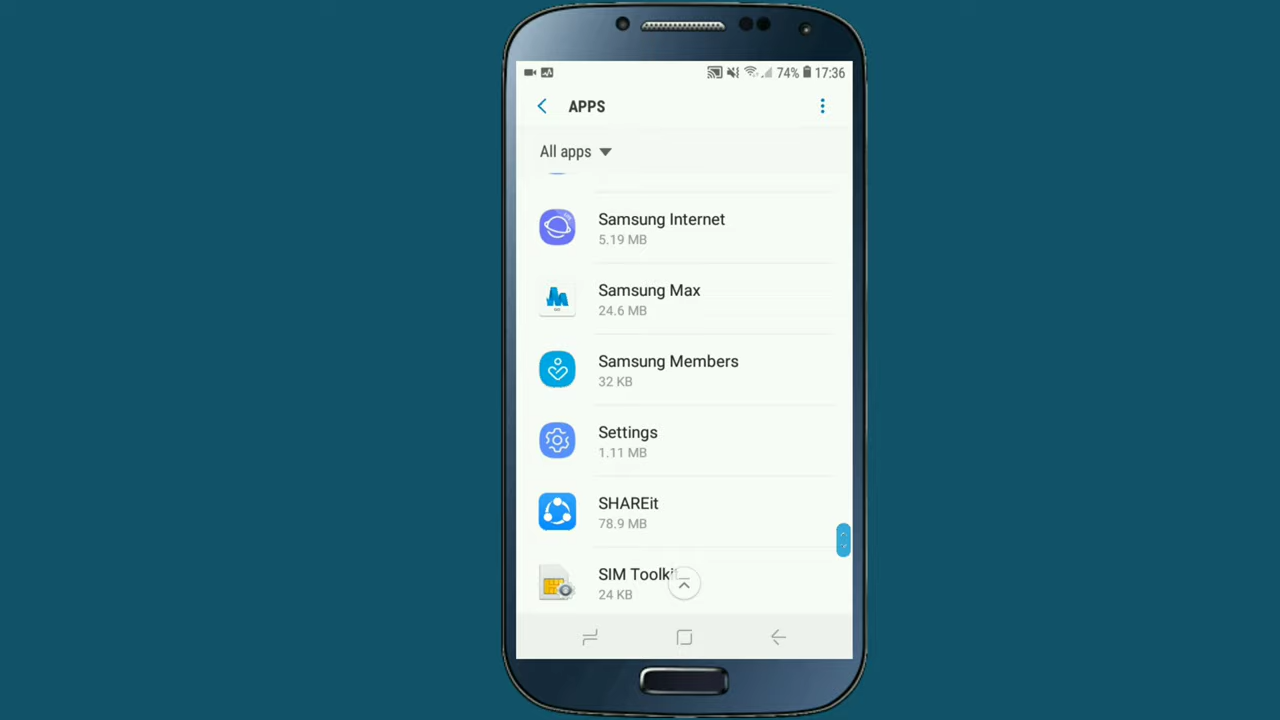 74% 17:36
APPS
All apps
Samsung Internet
5.19 MB
Samsung Max
24.6 MB
Samsung Members
32 KB
Settings
1.11 MB
SHAREit
78.9 MB
SIM Toolkit
24 KB